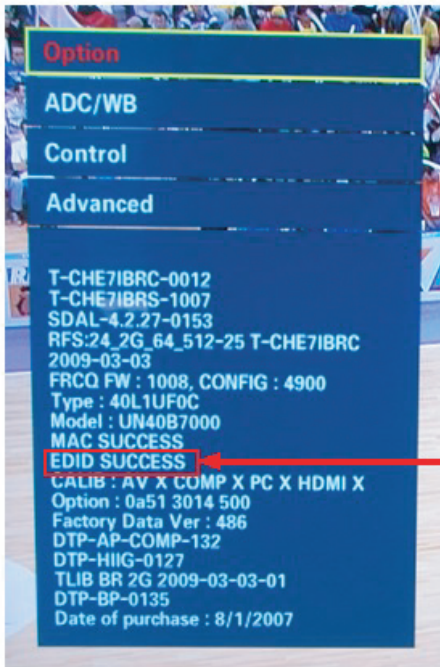 Option
ADC/WB
Control
Advanced
T-CHE7IBRC-0012
T-CHE7IBRS-1007
SDAL-4.2.27-0153
RFS:24_2G_64_512-25 T-CHE7IBRC
2009-03-03
FRCQ FW : 1008, CONFIG : 4900
Type : 40L1UF0C
Model : UN40B7000
MAC SUCCESS
EDID SUCCESS
CALIB : AV X COMP X PC X HDMI X
Option : 0a51 3014 500
Factory Data Ver : 486
DTP-AP-COMP-132
DTP-HIIG-0127
TLIB BR 2G 2009-03-03-01
DTP-BP-0135
Date of purchase : 8/1/2007